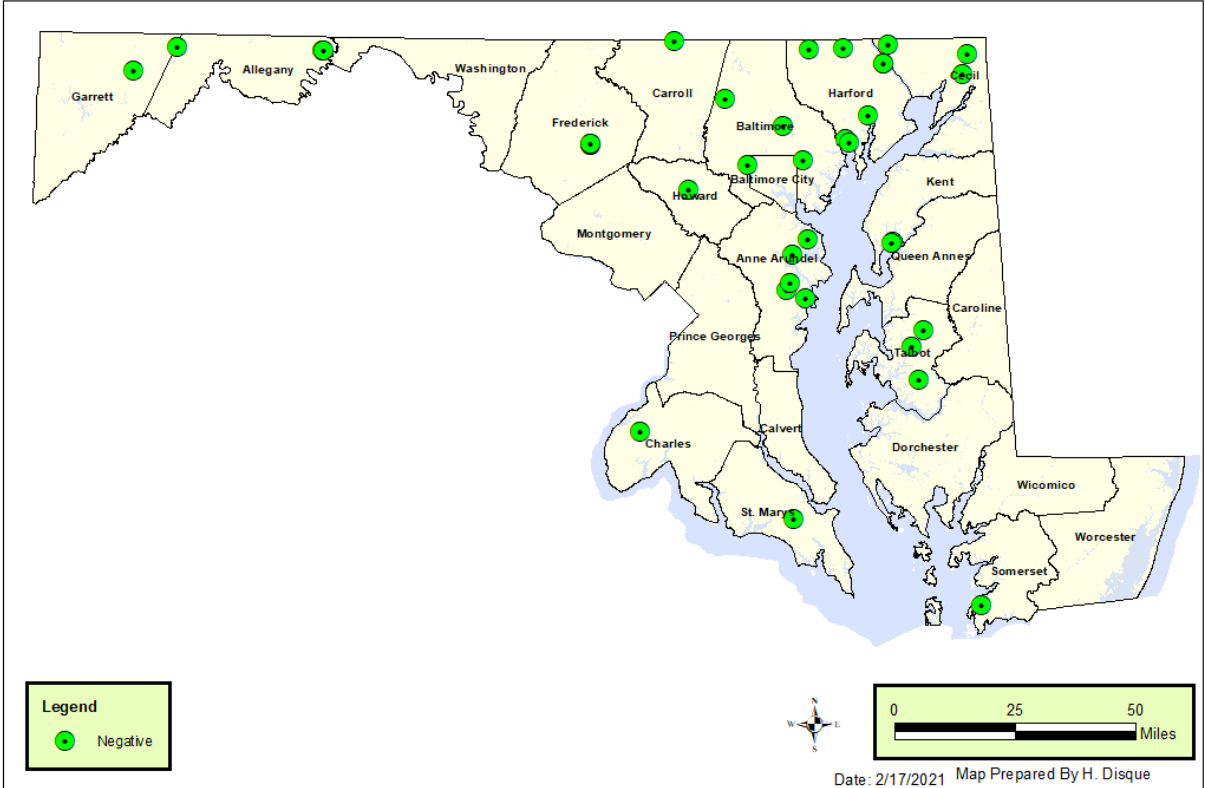 Garrett
Allegany
Washington
Frederick
Carroll
Baltimore
Harford
Cecil
Baltimore City
Howard
Montgomery
Kent
Anne Arundel
Queen Annes
Caroline
Prince Georges
Talbot
Charles
Calvert
Dorchester
St. Marys
Wicomico
Worcester
Somerset
Legend
Negative
N
W
E
S
0 25 50
Miles
Date: 2/17/2021 Map Prepared By H. Disque